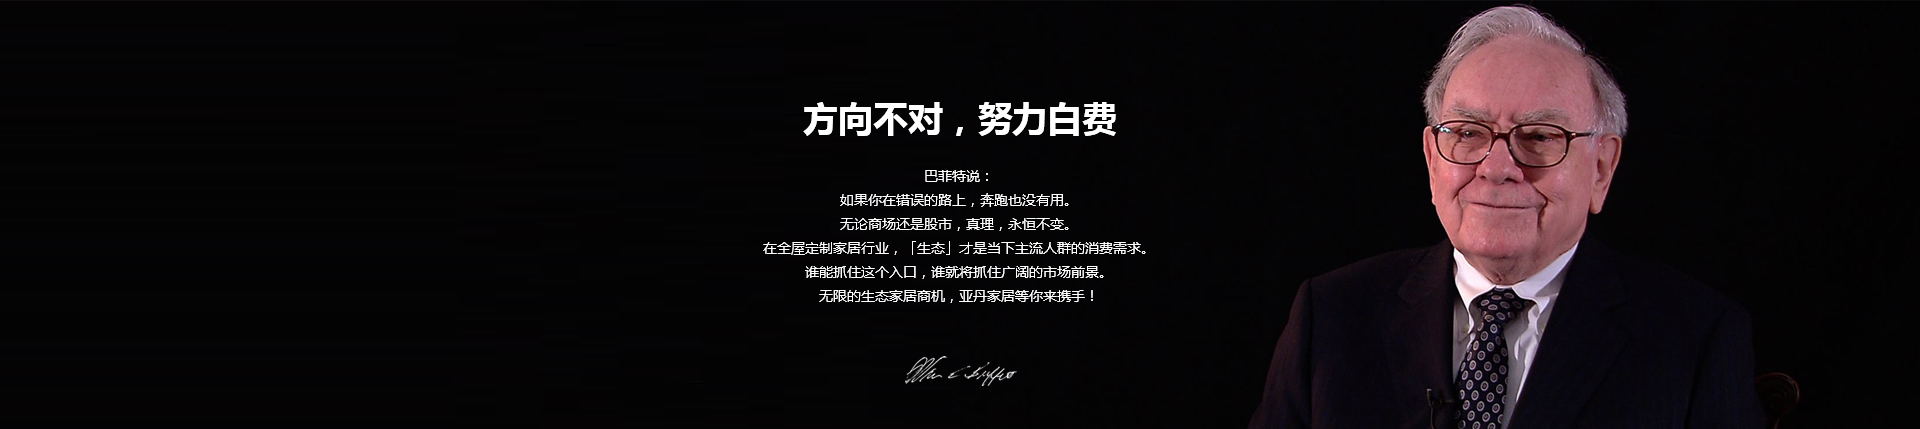 方向不对，努力白费
巴菲特说：
如果你在错误的路上，奔跑也没有用。
无论商场还是股市，真理，永恒不变。
在全屋定制家居行业，「生态」才是当下主流人群的消费需求。
谁能抓住这个入口，谁就将抓住广阔的市场前景。
无限的生态家居商机，亚丹家居等你来携手！